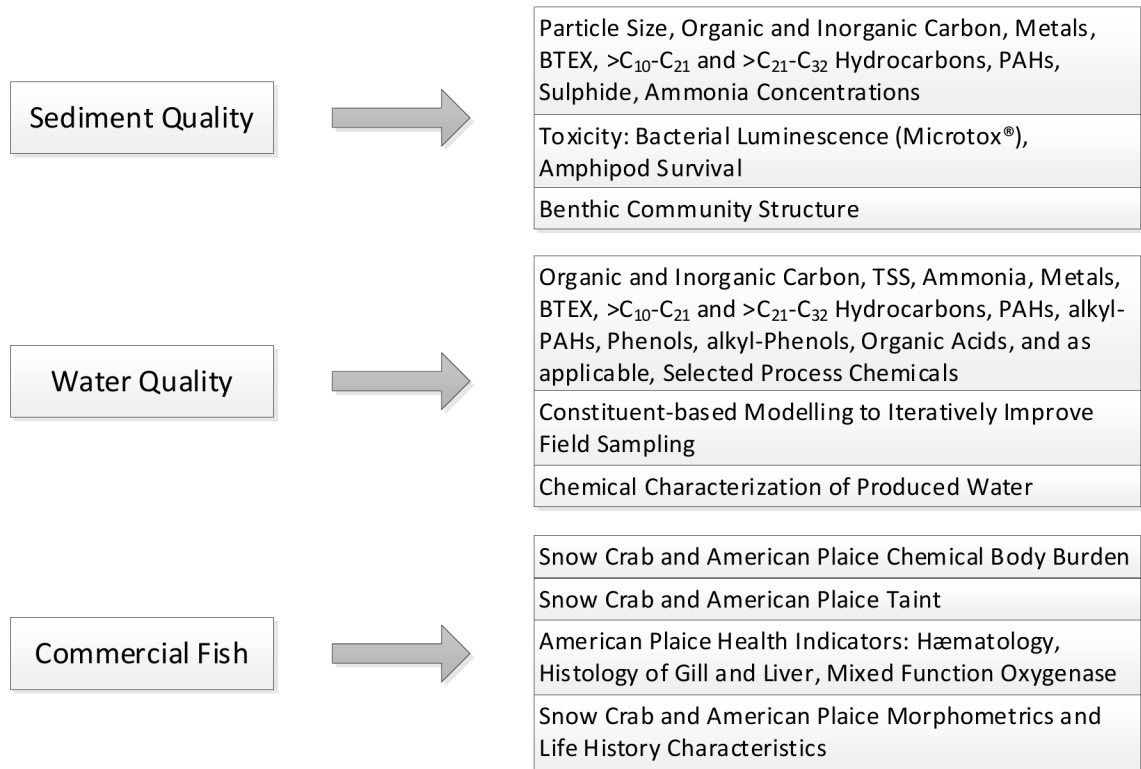 Sediment Quality
Particle Size, Organic and Inorganic Carbon, Metals,
BTEX, >C₁₀-C₂₁ and >C₂₁-C₃₂ Hydrocarbons, PAHs,
Sulphide, Ammonia Concentrations
Toxicity: Bacterial Luminescence (Microtox®),
Amphipod Survival
Benthic Community Structure
Water Quality
Organic and Inorganic Carbon, TSS, Ammonia, Metals,
BTEX, >C₁₀-C₂₁ and >C₂₁-C₃₂ Hydrocarbons, PAHs, alkyl-
PAHs, Phenols, alkyl-Phenols, Organic Acids, and as
applicable, Selected Process Chemicals
Constituent-based Modelling to Iteratively Improve
Field Sampling
Chemical Characterization of Produced Water
Commercial Fish
Snow Crab and American Plaice Chemical Body Burden
Snow Crab and American Plaice Taint
American Plaice Health Indicators: Hæmatology,
Histology of Gill and Liver, Mixed Function Oxygenase
Snow Crab and American Plaice Morphometrics and
Life History Characteristics